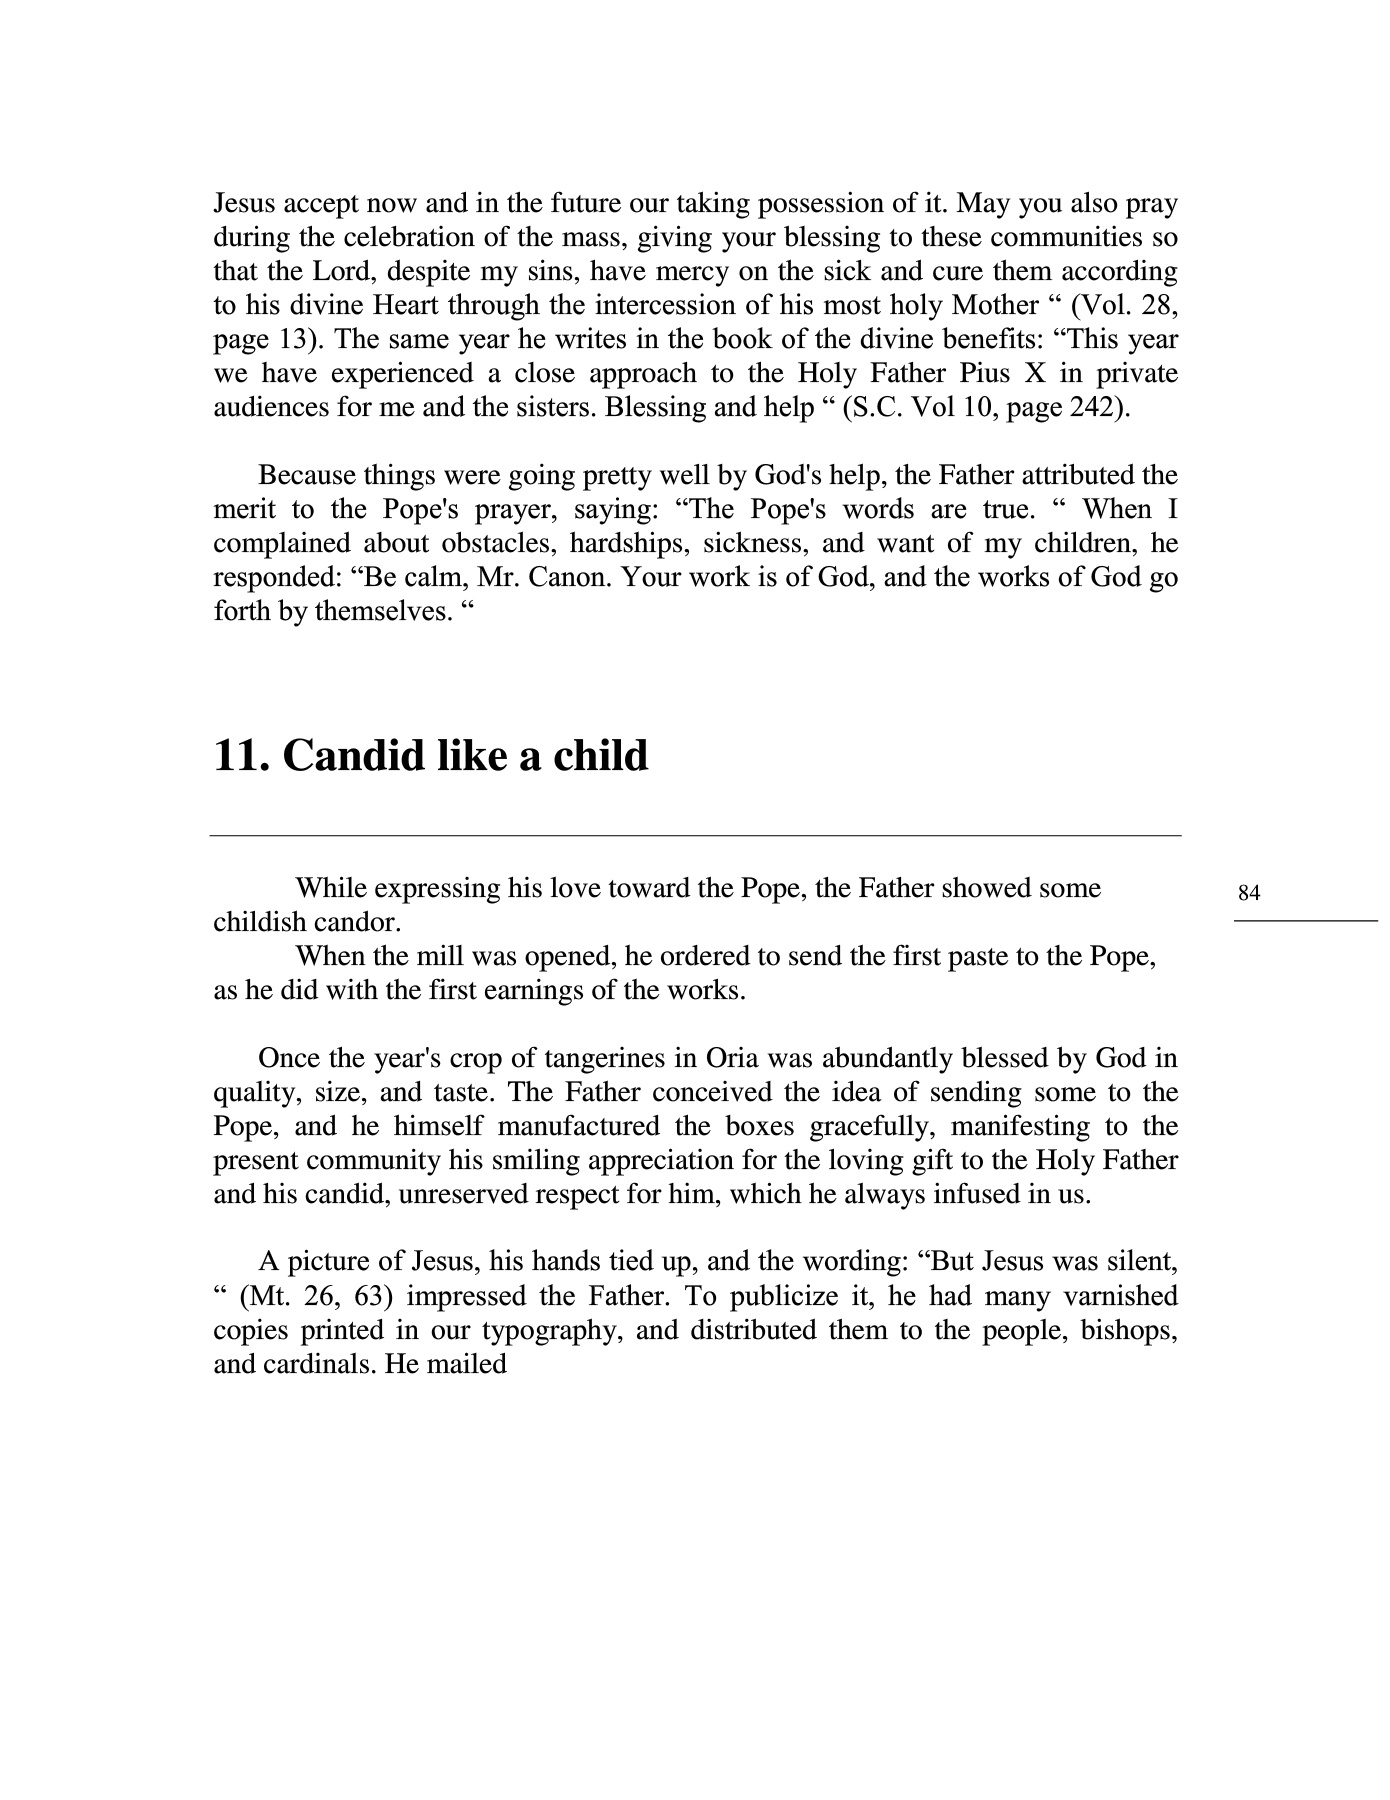 Jesus accept now and in the future our taking possession of it. May you also pray
during the celebration of the mass, giving your blessing to these communities so
that the Lord, despite my sins, have mercy on the sick and cure them according
to his divine Heart through the intercession of his most holy Mother “ (Vol. 28,
page 13). The same year he writes in the book of the divine benefits: “This year
we have experienced a close approach to the Holy Father Pius X in private
audiences for me and the sisters. Blessing and help “ (S.C. Vol 10, page 242).
Because things were going pretty well by God's help, the Father attributed the
merit to the Pope's prayer, saying: “The Pope's words are true. “ When I
complained about obstacles, hardships, sickness, and want of my children, he
responded: “Be calm, Mr. Canon. Your work is of God, and the works of God go
forth by themselves. “
11. Candid like a child
While expressing his love toward the Pope, the Father showed some
childish candor.
84
When the mill was opened, he ordered to send the first paste to the Pope,
as he did with the first earnings of the works.
Once the year's crop of tangerines in Oria was abundantly blessed by God in
quality, size, and taste. The Father conceived the idea of sending some to the
Pope, and he himself manufactured the boxes gracefully, manifesting to the
present community his smiling appreciation for the loving gift to the Holy Father
and his candid, unreserved respect for him, which he always infused in us.
A picture of Jesus, his hands tied up, and the wording: “But Jesus was silent,
“ (Mt. 26, 63) impressed the Father. To publicize it, he had many varnished
copies printed in our typography, and distributed them to the people, bishops,
and cardinals. He mailed